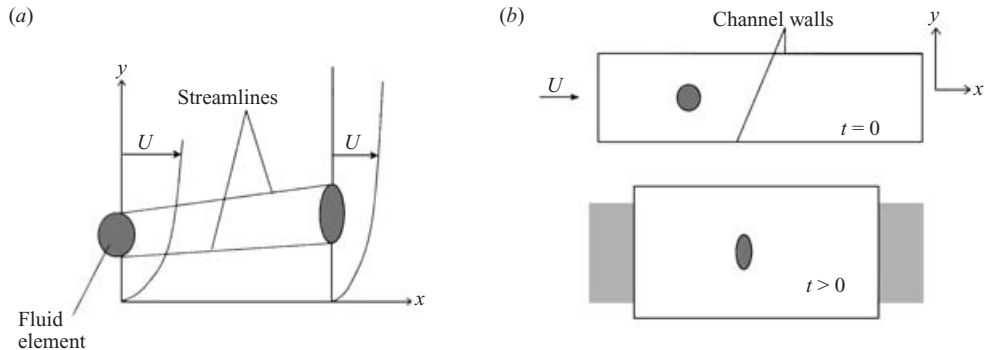 (a)
y
Streamlines
U
U
x
Fluid
element
(b)
Channel walls
y
x
U
t = 0
t > 0